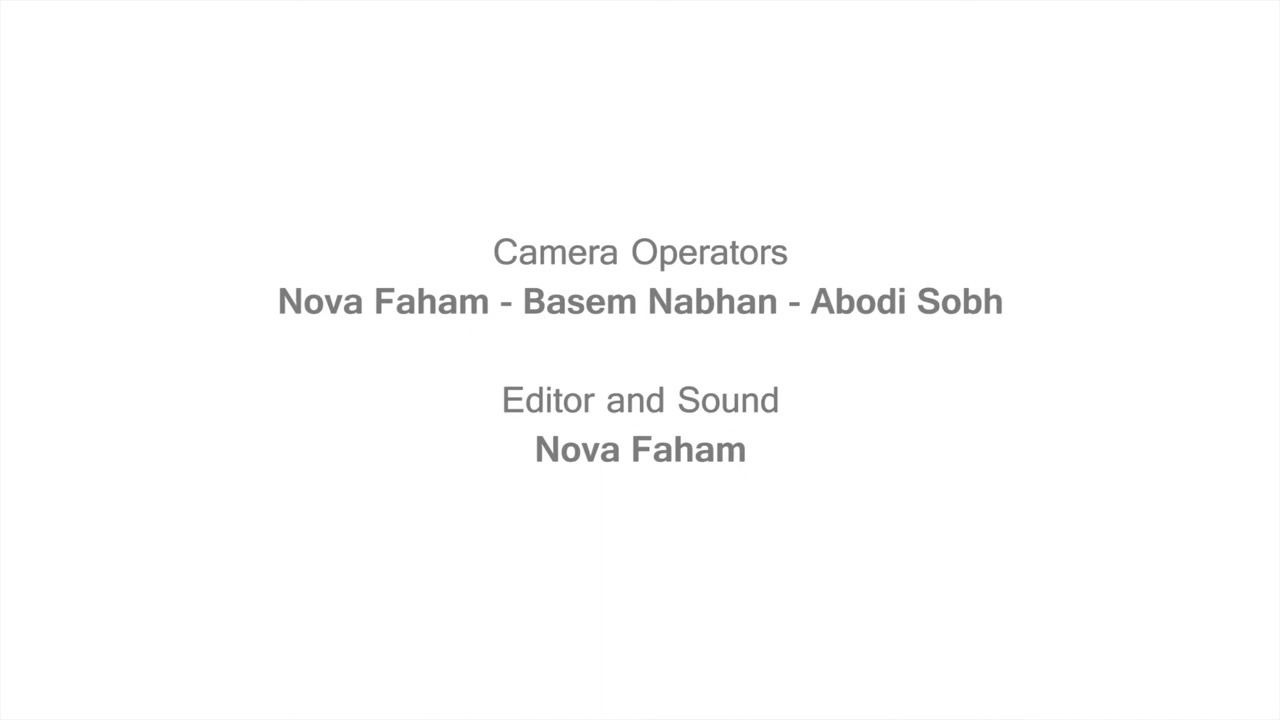 Camera Operators
Nova Faham - Basem Nabhan - Abodi Sobh
Editor and Sound
Nova Faham